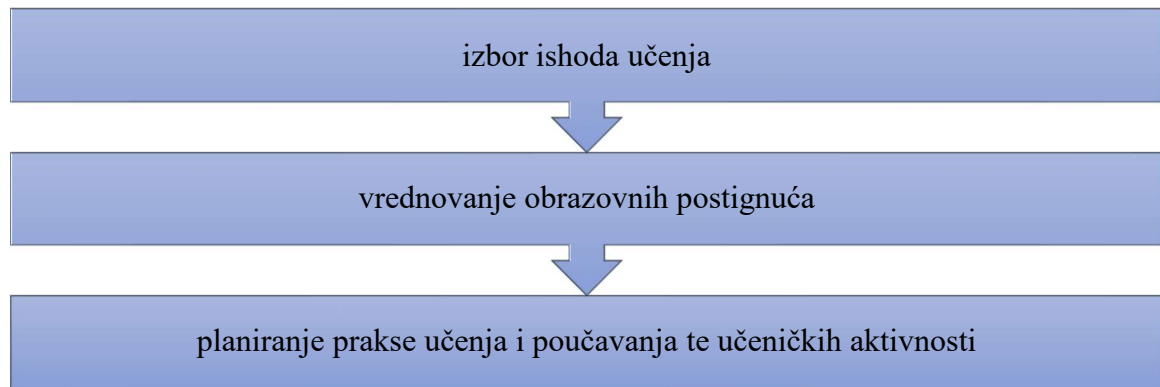 izbor ishoda učenja
vrednovanje obrazovnih postignuća
planiranje prakse učenja i poučavanja te učeničkih aktivnosti